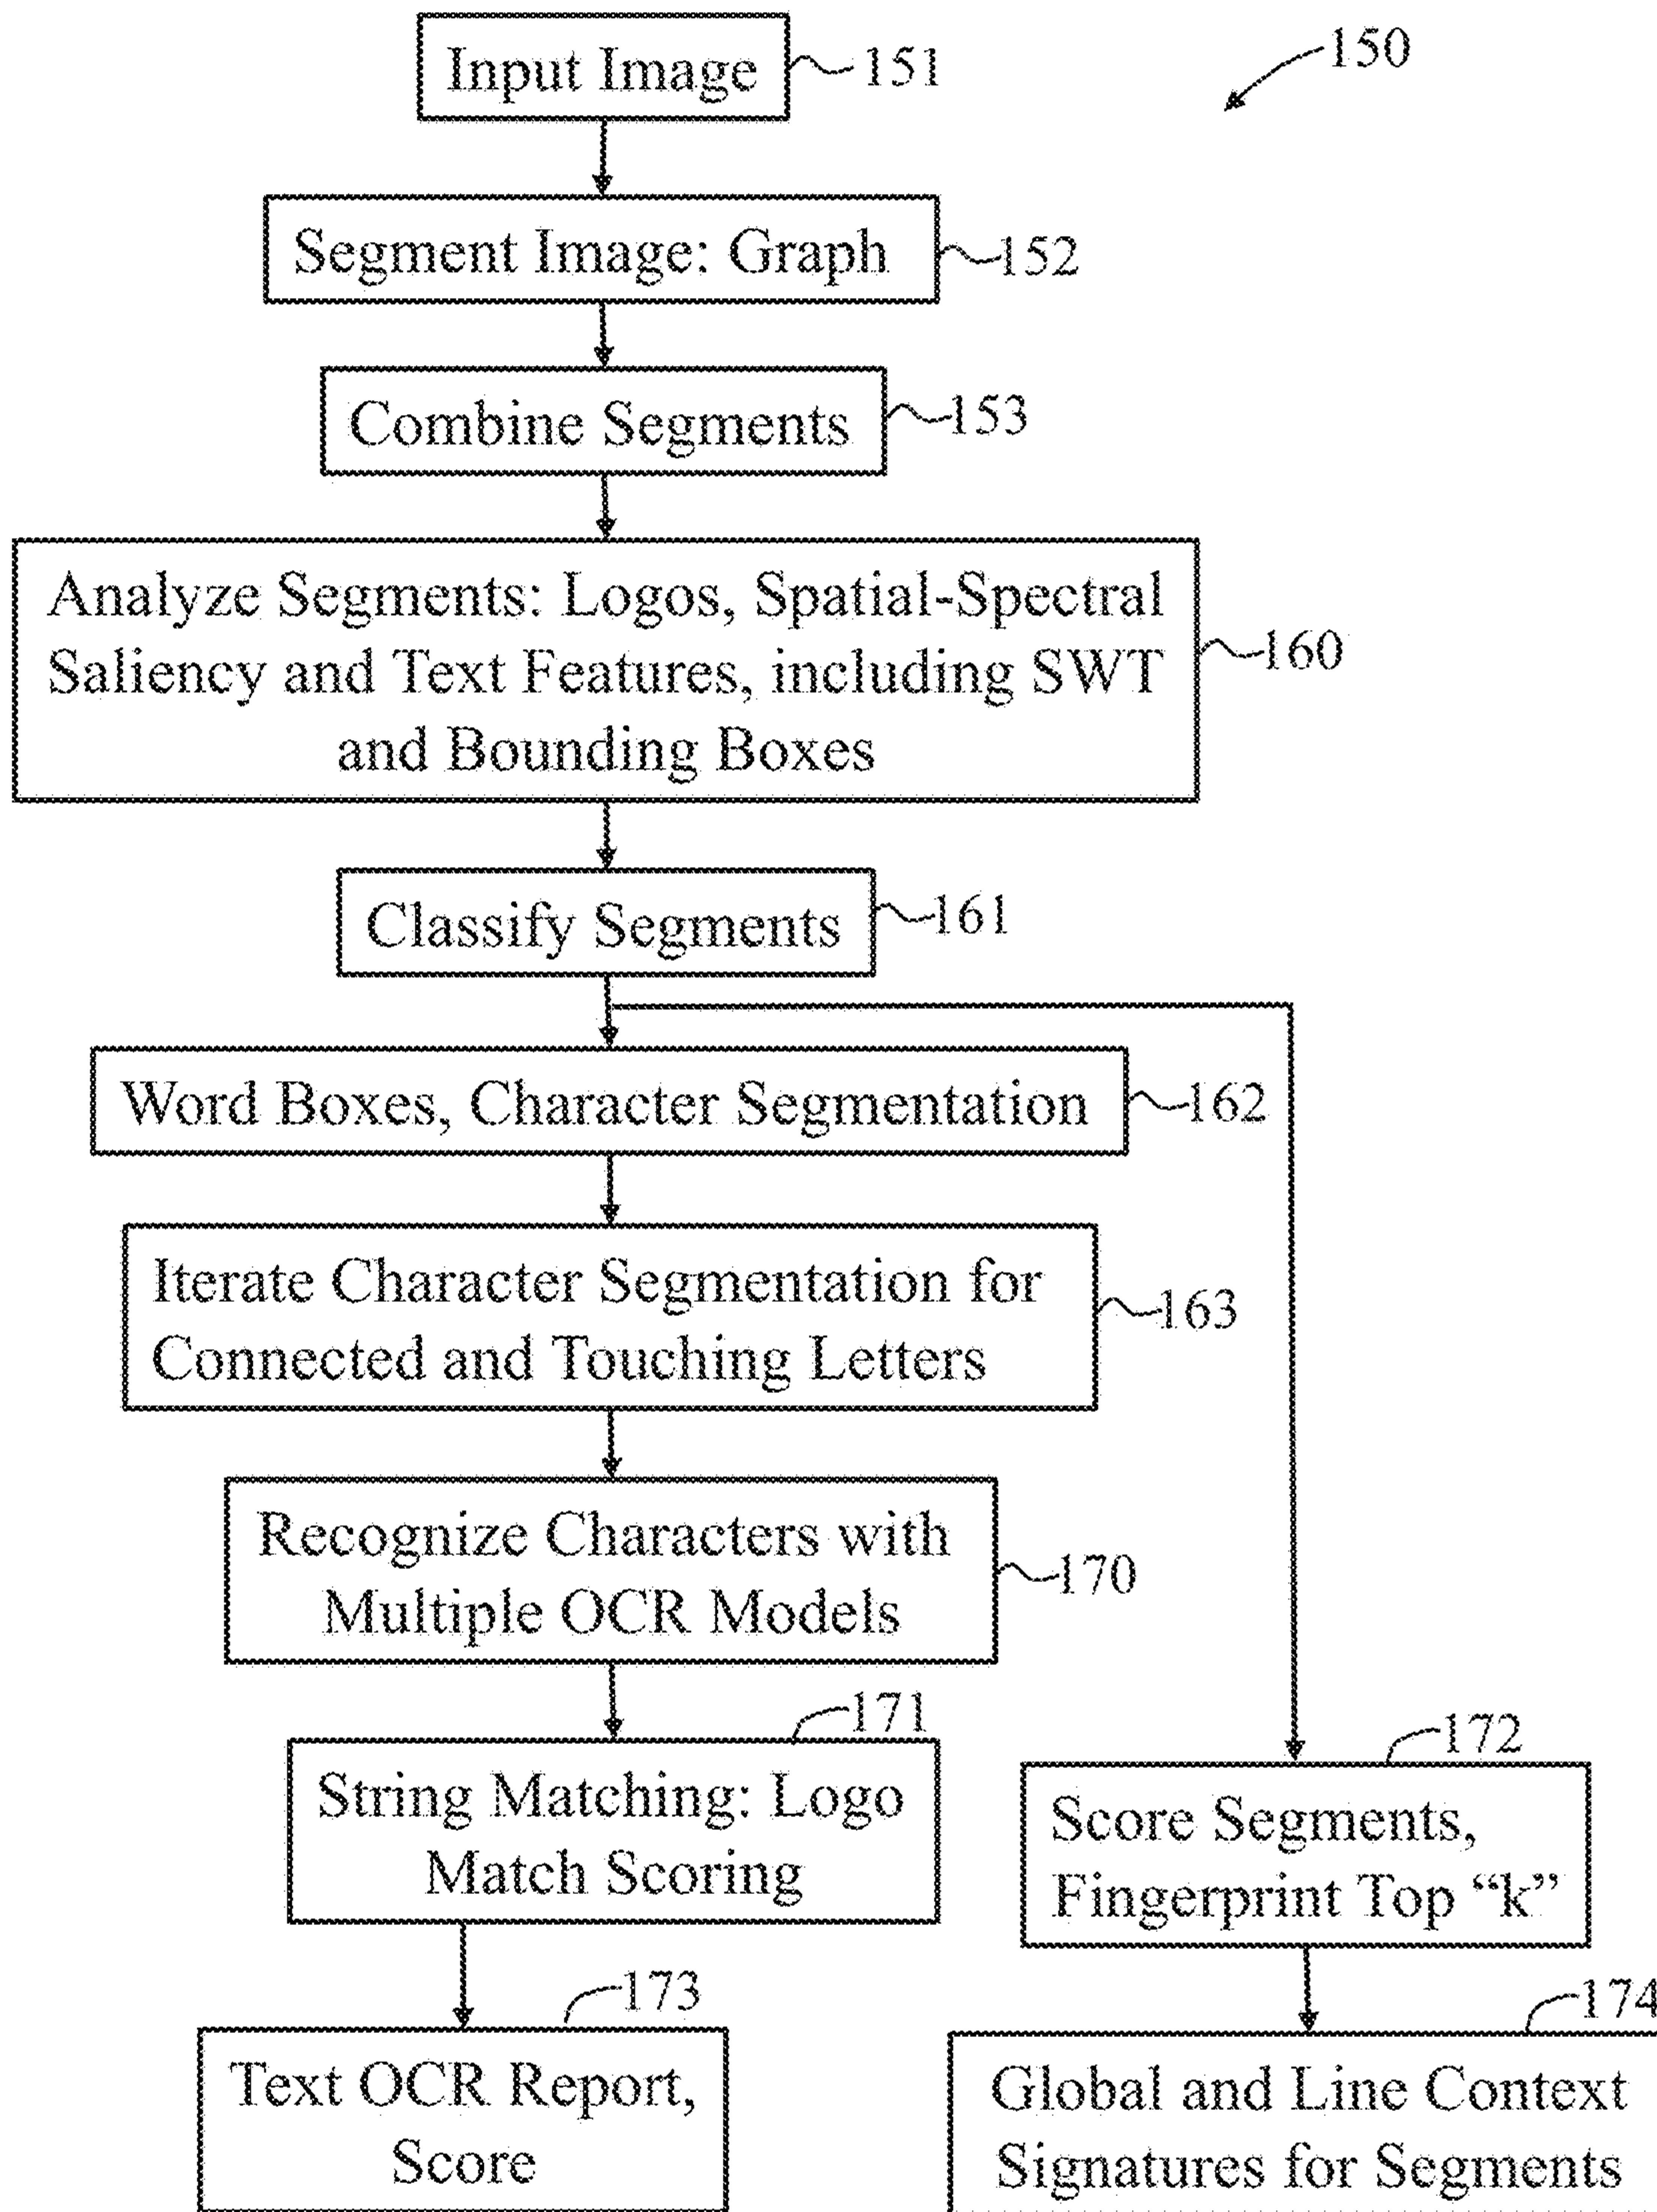 Input Image
151
150
Segment Image: Graph
152
Combine Segments
153
Analyze Segments: Logos, Spatial-Spectral
Saliency and Text Features, including SWT
and Bounding Boxes
160
Classify Segments
161
Word Boxes, Character Segmentation
162
Iterate Character Segmentation for
Connected and Touching Letters
163
Recognize Characters with
Multiple OCR Models
170
171
String Matching: Logo
Match Scoring
172
Score Segments,
Fingerprint Top “k”
173
Text OCR Report,
Score
174
Global and Line Context
Signatures for Segments